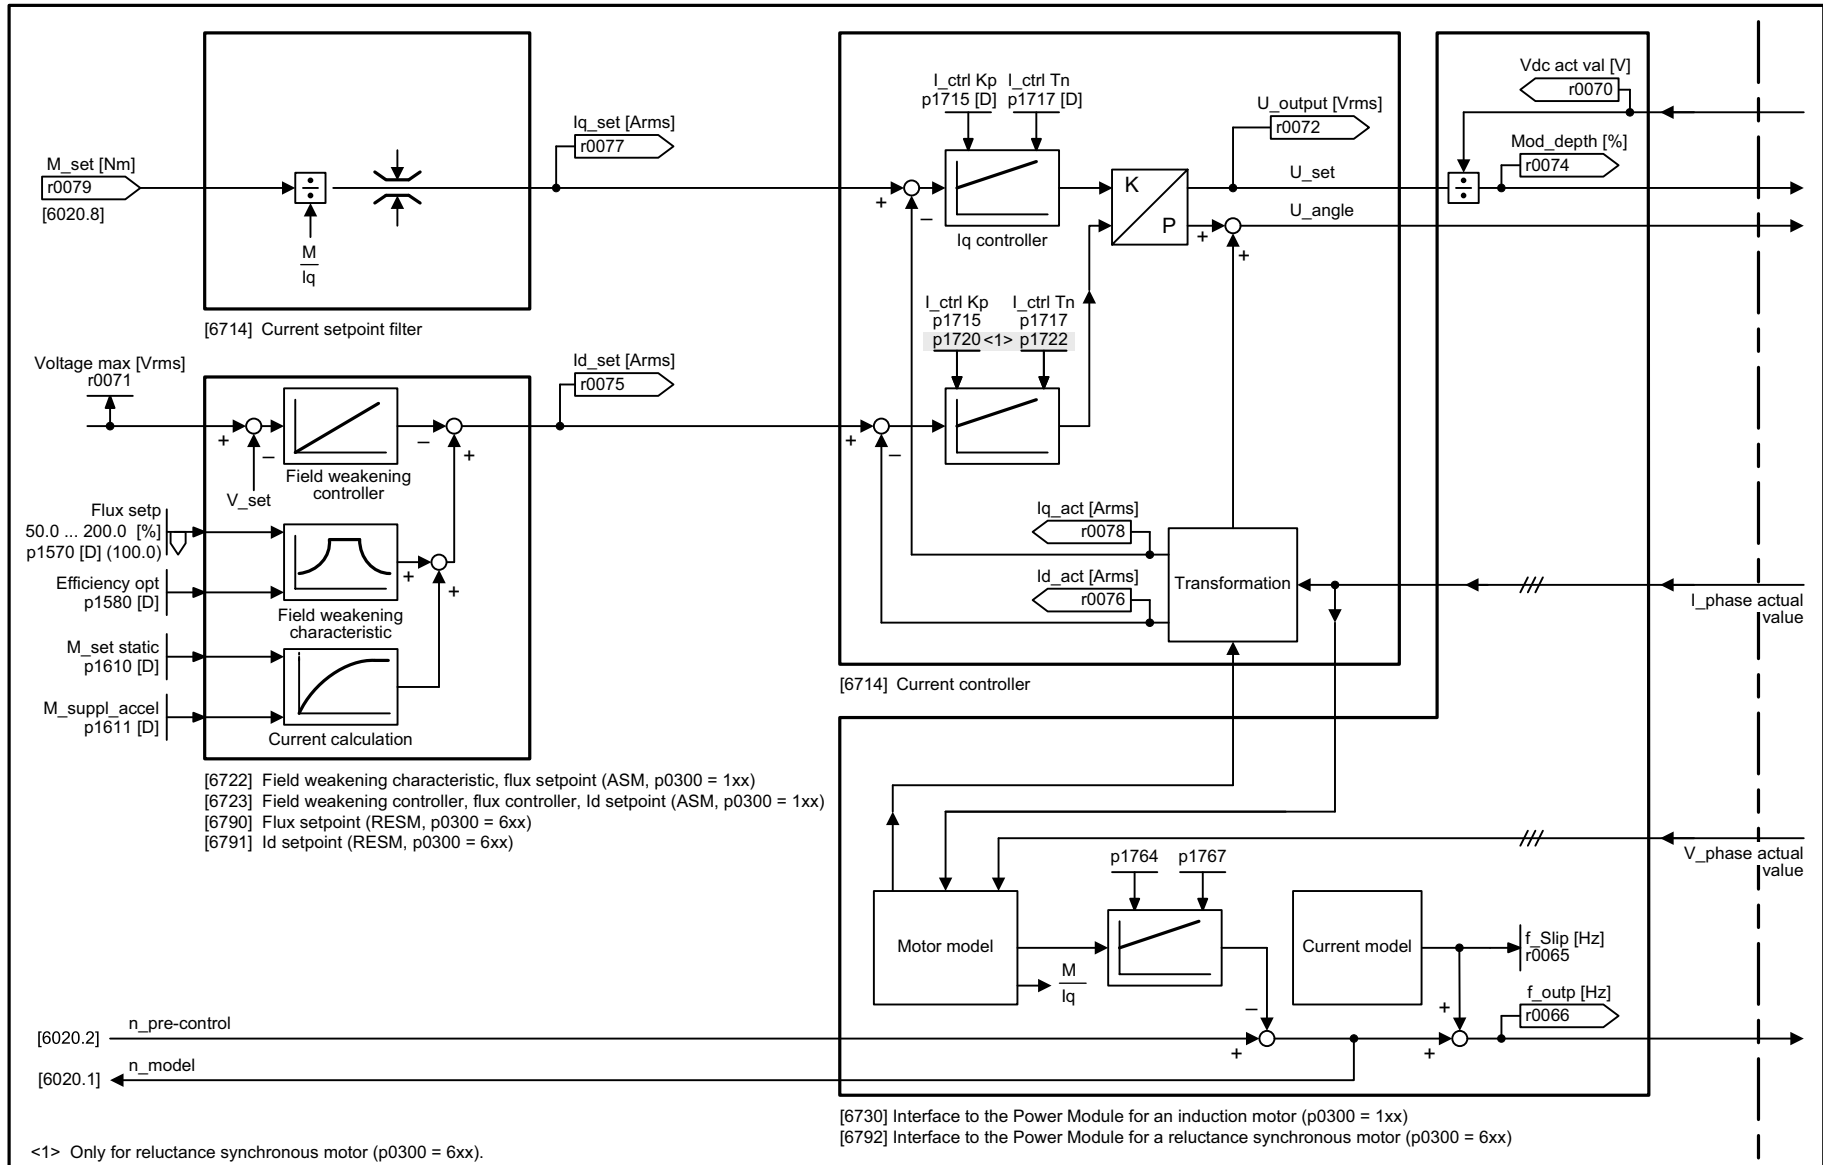 M_set [Nm]
r0079
[6020.8]
M
Iq
[6714] Current setpoint filter
Iq_set [Arms]
r0077
Voltage max [Vrms]
r0071
V_set
Field weakening
controller
Id_set [Arms]
r0075
Flux setp
50.0 ... 200.0 [%]
p1570 [D] (100.0)
Efficiency opt
p1580 [D]
Field weakening
characteristic
M_set static
p1610 [D]
M_suppl_accel
p1611 [D]
Current calculation
[6722] Field weakening characteristic, flux setpoint (ASM, p0300 = 1xx)
[6723] Field weakening controller, flux controller, Id setpoint (ASM, p0300 = 1xx)
[6790] Flux setpoint (RESM, p0300 = 6xx)
[6791] Id setpoint (RESM, p0300 = 6xx)
I_ctrl Kp I_ctrl Tn
p1715 [D] p1717 [D]
Iq controller
K
P
U_output [Vrms]
r0072
U_set
U_angle
I_ctrl Kp I_ctrl Tn
p1715 p1717
p1720 <1> p1722
Iq_act [Arms]
r0078
Id_act [Arms]
r0076
Transformation
[6714] Current controller
Vdc act val [V]
r0070
Mod_depth [%]
r0074
I_phase actual
value
V_phase actual
value
p1764 p1767
Motor model
M
Iq
Current model
f_Slip [Hz]
r0065
f_outp [Hz]
r0066
[6020.2] n_pre-control
[6020.1] n_model
[6730] Interface to the Power Module for an induction motor (p0300 = 1xx)
[6792] Interface to the Power Module for a reluctance synchronous motor (p0300 = 6xx)
<1> Only for reluctance synchronous motor (p0300 = 6xx).